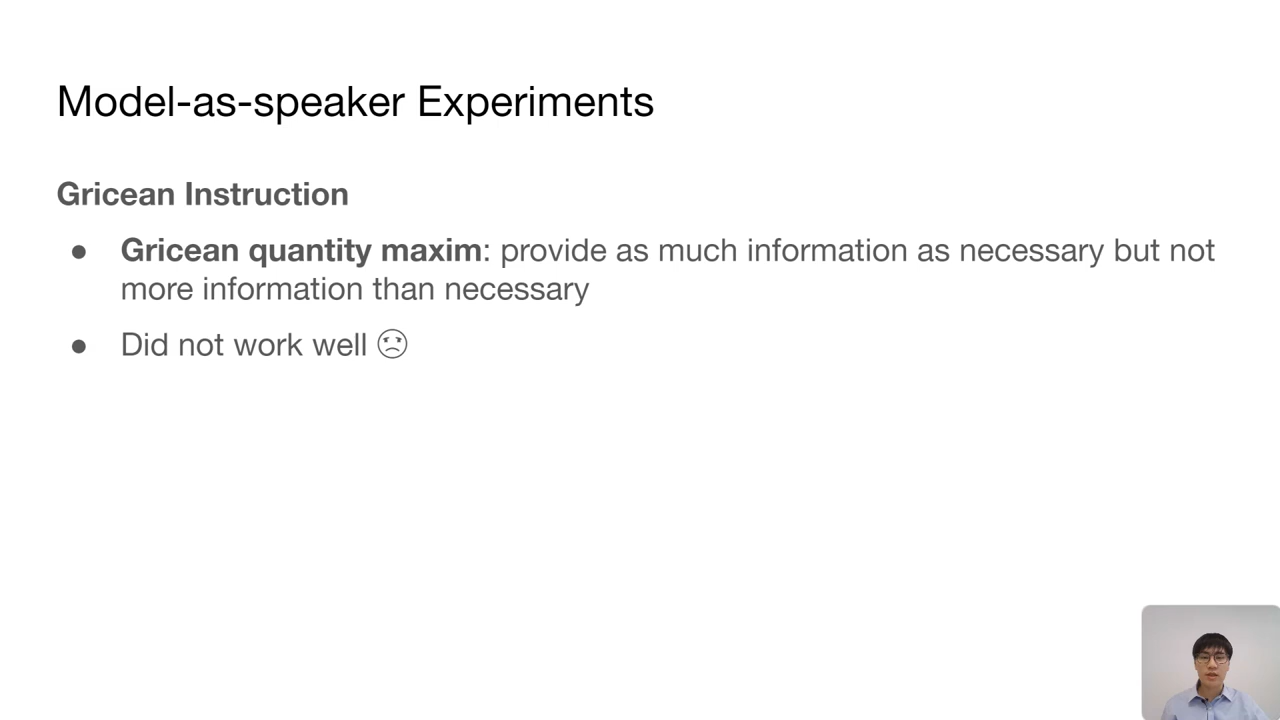 Model-as-speaker Experiments
Gricean Instruction
● Gricean quantity maxim: provide as much information as necessary but not
more information than necessary
● Did not work well ☹